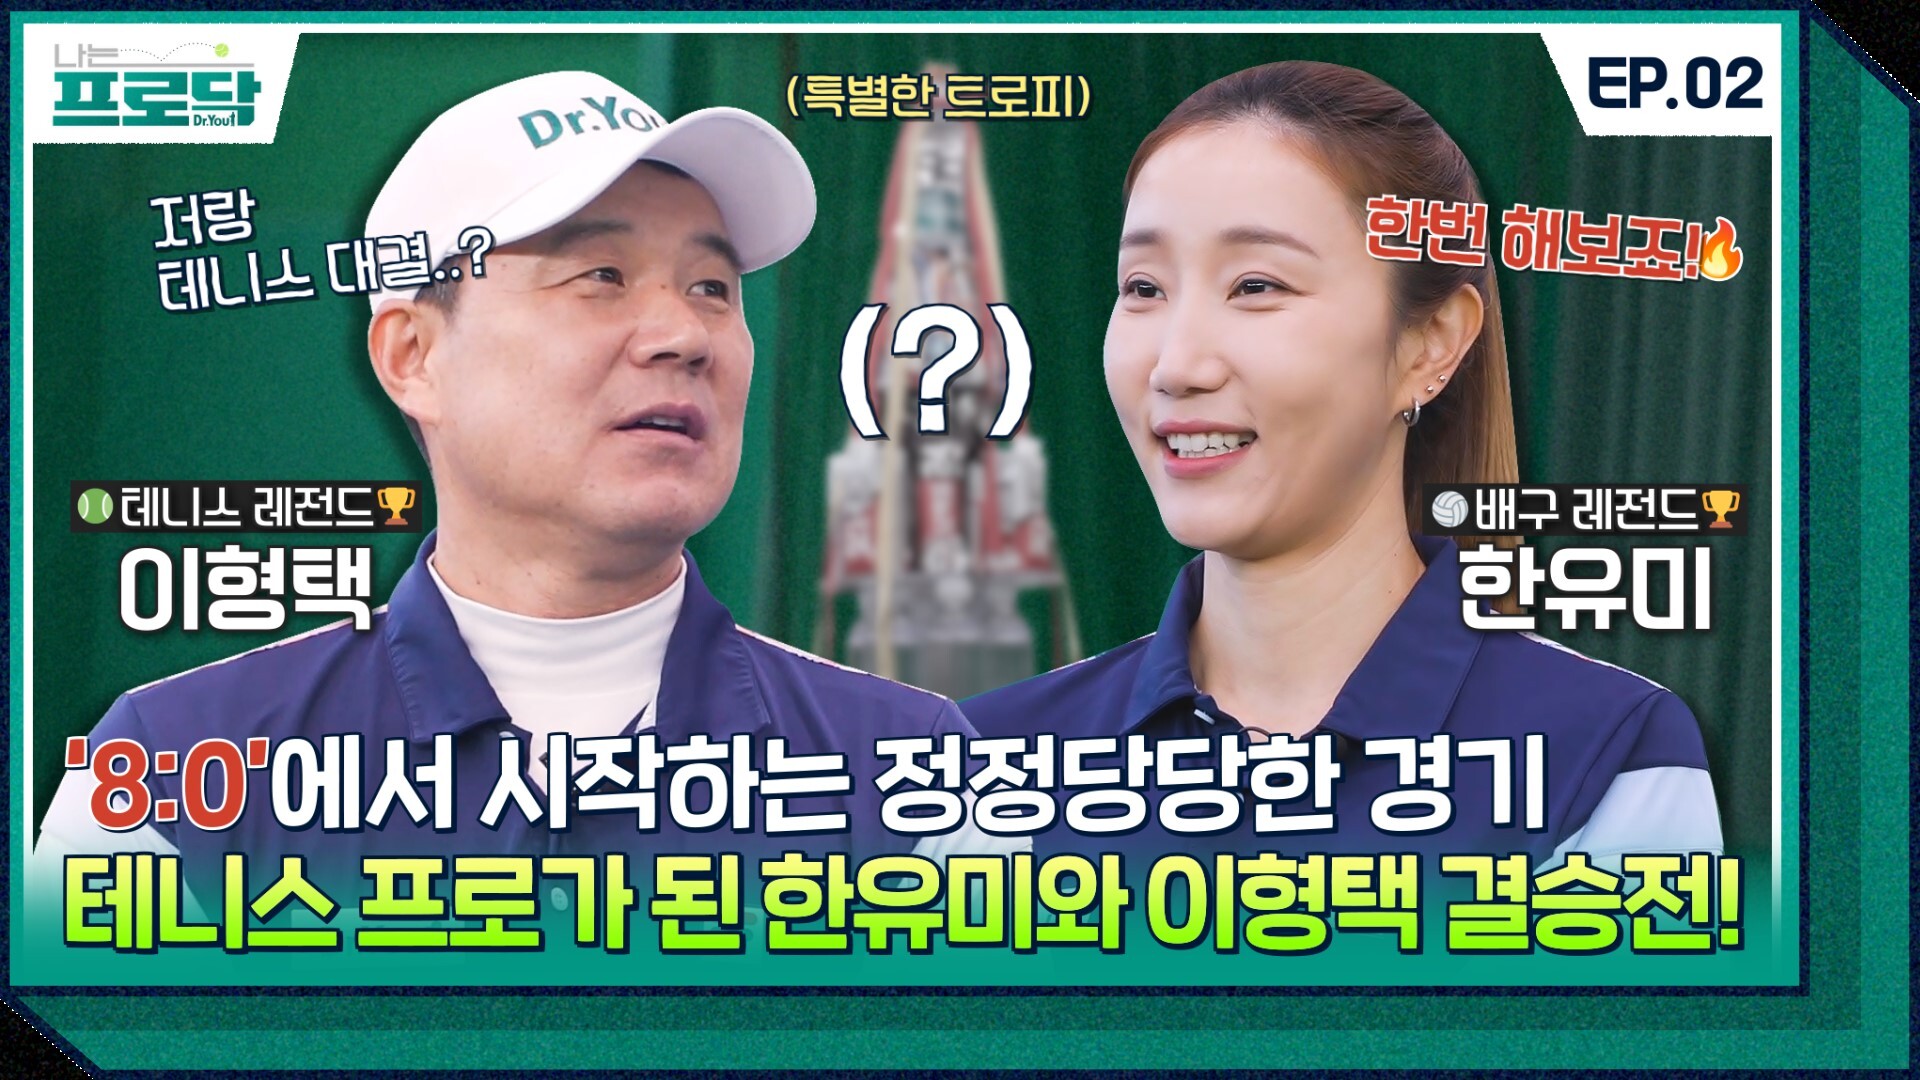 나는
프로닥
Dr.You
EP.02
(특별한 트로피)
Dr.You
저랑
테니스 대결..?
한번 해보죠!🔥
(?)
🎾테니스 레전드🏆
이형택
🏐배구 레전드🏆
한유미
'8:0'에서 시작하는 정정당당한 경기
테니스 프로가 된 한유미와 이형택 결승전!